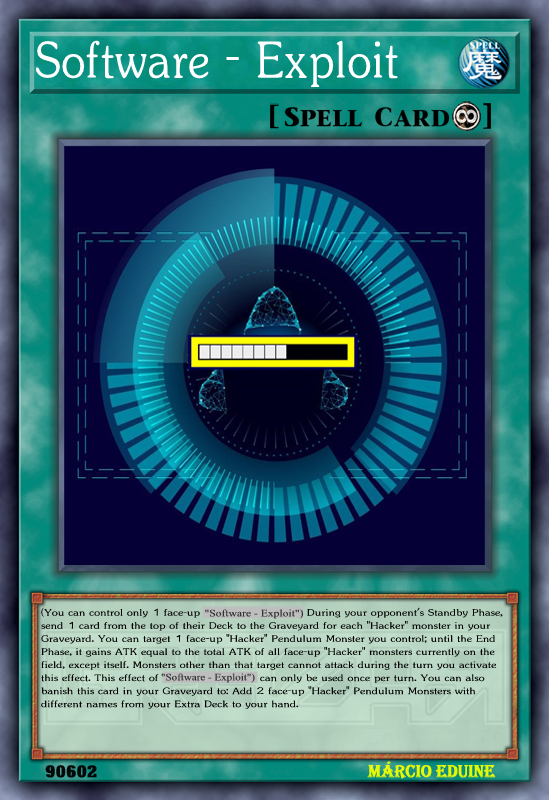 Software - Exploit
SPELL
魔
[SPELL CARD♾]
(You can control only 1 face-up "Software - Exploit") During your opponent's Standby Phase,
send 1 card from the top of their Deck to the Graveyard for each "Hacker" monster in your
Graveyard. You can target 1 face-up "Hacker" Pendulum Monster you control; until the End
Phase, it gains ATK equal to the total ATK of all face-up "Hacker" monsters currently on the
field, except itself. Monsters other than that target cannot attack during the turn you activate
this effect. This effect of "Software - Exploit") can only be used once per turn. You can also
banish this card in your Graveyard to: Add 2 face-up "Hacker" Pendulum Monsters with
different names from your Extra Deck to your hand.
90602
MÁRCIO EDUINE